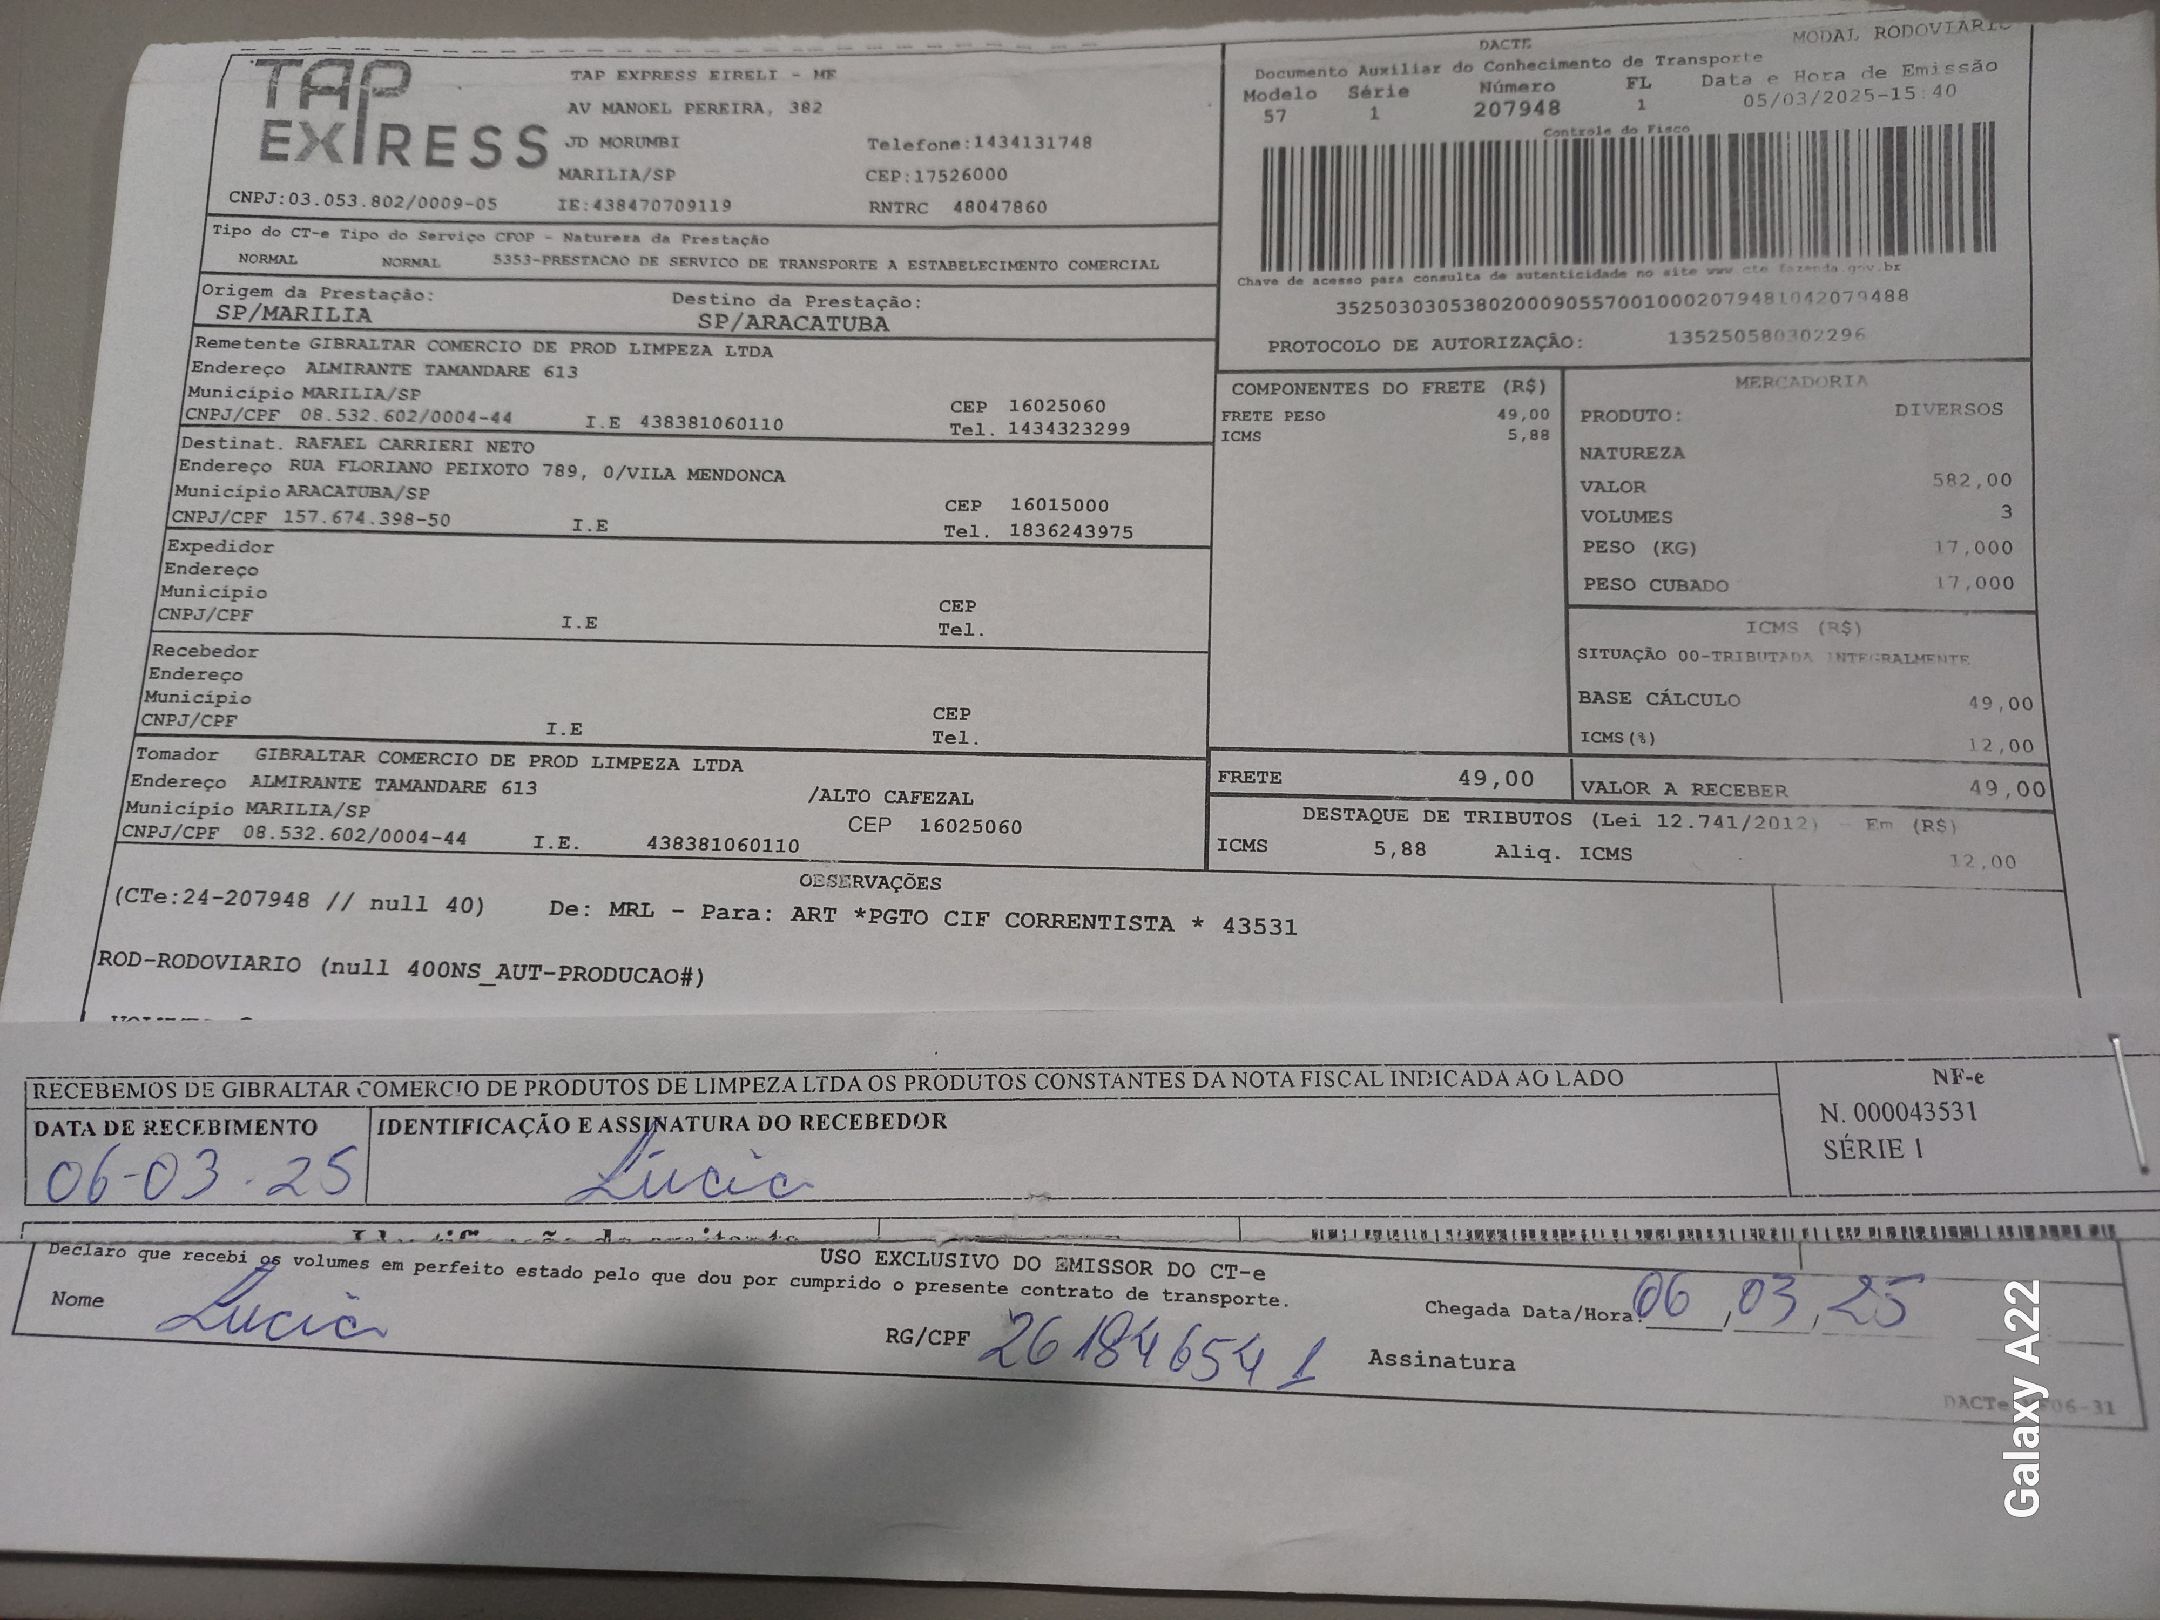 TAP EXPRESS
TAP EXPRESS EIRELI - ME
AV MANOEL PEREIRA, 382
JD MORUMBI Telefone:1434131748
MARILIA/SP CEP:17526000
CNPJ:03.053.802/0009-05 IE:438470709119 RNTRC 48047860
DACTE MODAL RODOVIARIO
Documento Auxiliar do Conhecimento de Transporte
Modelo Série Número FL Data e Hora de Emissão
57 1 207948 1 05/03/2025-15:40
Controle do Fisco
Chave de acesso para consulta de autenticidade no site www.cte.fazenda.gov.br
35250303053802000905570010002079481042079488
PROTOCOLO DE AUTORIZAÇÂO: 135250580302296
Tipo do CT-e Tipo do Serviço CFOP - Natureza da Prestação
NORMAL NORMAL 5353-PRESTACAO DE SERVICO DE TRANSPORTE A ESTABELECIMENTO COMERCIAL
Origem da Prestação: Destino da Prestação:
SP/MARILIA SP/ARACATUBA
Remetente GIBRALTAR COMERCIO DE PROD LIMPEZA LTDA
Endereço ALMIRANTE TAMANDARE 613
Município MARILIA/SP CEP 16025060
CNPJ/CPF 08.532.602/0004-44 I.E 438381060110 Tel. 1434323299
Destinat. RAFAEL CARRIERI NETO
Endereço RUA FLORIANO PEIXOTO 789, 0/VILA MENDONCA
Município ARACATUBA/SP CEP 16015000
CNPJ/CPF 157.674.398-50 I.E Tel. 1836243975
Expedidor
Endereço
Município CEP
CNPJ/CPF I.E Tel.
Recebedor
Endereço
Município CEP
CNPJ/CPF I.E Tel.
Tomador GIBRALTAR COMERCIO DE PROD LIMPEZA LTDA
Endereço ALMIRANTE TAMANDARE 613 /ALTO CAFEZAL
Município MARILIA/SP CEP 16025060
CNPJ/CPF 08.532.602/0004-44 I.E. 438381060110
COMPONENTES DO FRETE (R$)
FRETE PESO 49,00
ICMS 5,88
MERCADORIA
PRODUTO: DIVERSOS
NATUREZA
VALOR 582,00
VOLUMES 3
PESO (KG) 17,000
PESO CUBADO 17,000
ICMS (R$)
SITUAÇÃO 00-TRIBUTADA INTEGRALMENTE
BASE CÁLCULO 49,00
ICMS(%) 12,00
FRETE 49,00 VALOR A RECEBER 49,00
DESTAQUE DE TRIBUTOS (Lei 12.741/2012) - Em (R$)
ICMS 5,88 Aliq. ICMS 12,00
OBSERVAÇÕES
(CTe:24-207948 // null 40) De: MRL - Para: ART *PGTO CIF CORRENTISTA * 43531
ROD-RODOVIARIO (null 400NS_AUT-PRODUCAO#)
RECEBEMOS DE GIBRALTAR COMERCIO DE PRODUTOS DE LIMPEZA LTDA OS PRODUTOS CONSTANTES DA NOTA FISCAL INDICADA AO LADO
DATA DE RECEBIMENTO IDENTIFICAÇÃO E ASSINATURA DO RECEBEDOR
06-03.25 Lucia
NF-e
N. 000043531
SÉRIE 1
USO EXCLUSIVO DO EMISSOR DO CT-e
Declaro que recebi os volumes em perfeito estado pelo que dou por cumprido o presente contrato de transporte.
Nome Lucia RG/CPF 261846541 Assinatura
Chegada Data/Hora: 06,03,25
Galaxy A22